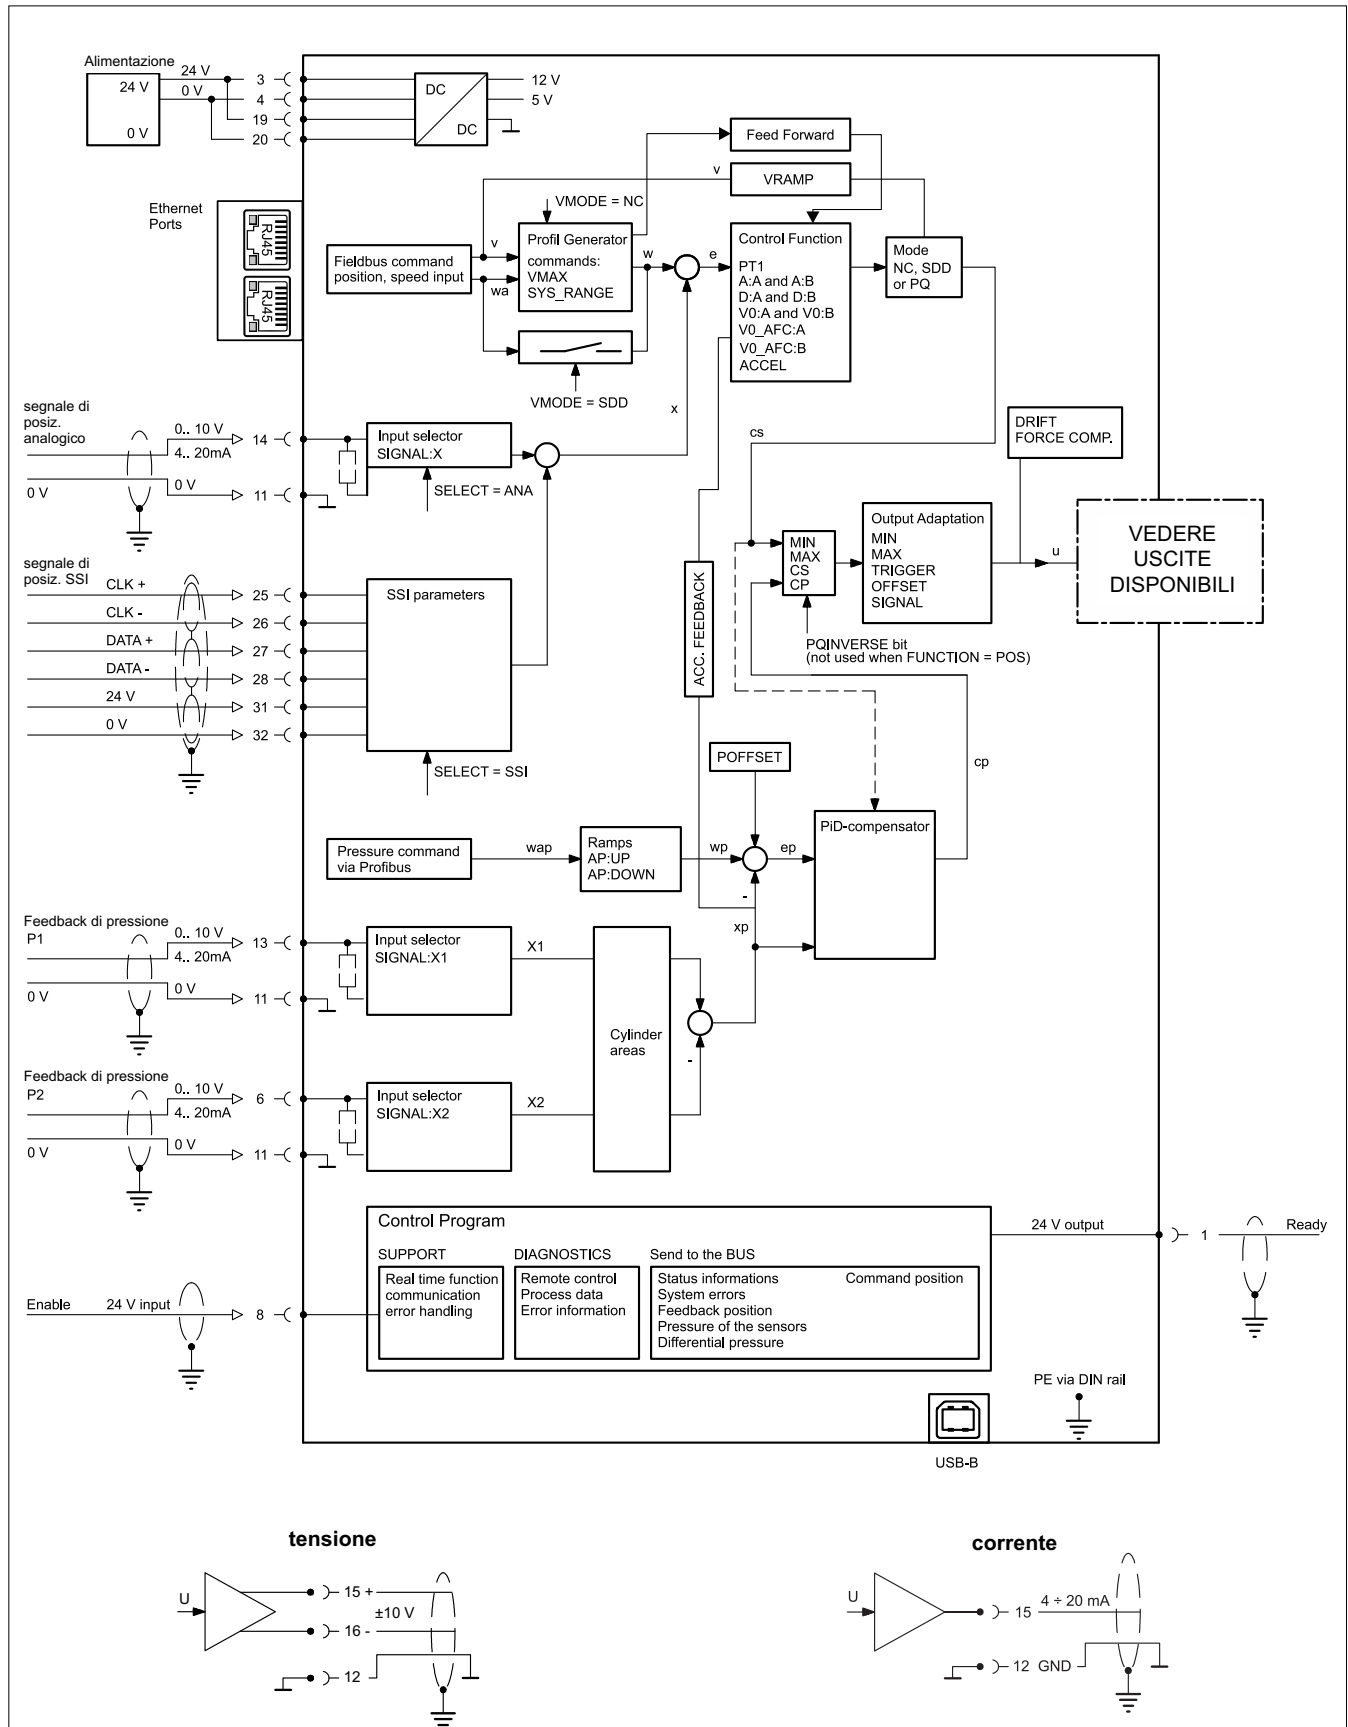 Alimentazione
24 V
0 V
24 V
0 V
3
4
19
20
DC
DC
12 V
5 V
Feed Forward
v
VRAMP
Ethernet
Ports
RJ45
RJ45
VMODE = NC
Fieldbus command
position, speed input
v
wa
Profil Generator
commands:
VMAX
SYS_RANGE
w
e
Control Function
PT1
A:A and A:B
D:A and D:B
V0:A and V0:B
V0_AFC:A
V0_AFC:B
ACCEL
Mode
NC, SDD
or PQ
VMODE = SDD
x
segnale di
posiz.
analogico
0.. 10 V
4.. 20mA
14
0 V
0 V
11
Input selector
SIGNAL:X
SELECT = ANA
cs
DRIFT
FORCE COMP.
segnale di
posiz. SSI
CLK +
25
CLK -
26
DATA +
27
DATA -
28
24 V
31
0 V
32
SSI parameters
SELECT = SSI
ACC. FEEDBACK
MIN
MAX
CS
CP
Output Adaptation
MIN
MAX
TRIGGER
OFFSET
SIGNAL
u
VEDERE
USCITE
DISPONIBILI
PQINVERSE bit
(not used when FUNCTION = POS)
POFFSET
cp
Pressure command
via Profibus
wap
Ramps
AP:UP
AP:DOWN
wp
ep
-
PiD-compensator
xp
Feedback di pressione
P1
0.. 10 V
4.. 20mA
13
0 V
0 V
11
Input selector
SIGNAL:X1
X1
Cylinder
areas
-
Feedback di pressione
P2
0.. 10 V
4.. 20mA
6
0 V
0 V
11
Input selector
SIGNAL:X2
X2
Control Program
SUPPORT
Real time function
communication
error handling
DIAGNOSTICS
Remote control
Process data
Error information
Send to the BUS
Status informations
System errors
Feedback position
Pressure of the sensors
Differential pressure
Command position
24 V output
1
Ready
Enable
24 V input
8
PE via DIN rail
USB-B
tensione
U
15 +
±10 V
16 -
12
corrente
U
15
4 ÷ 20 mA
12 GND